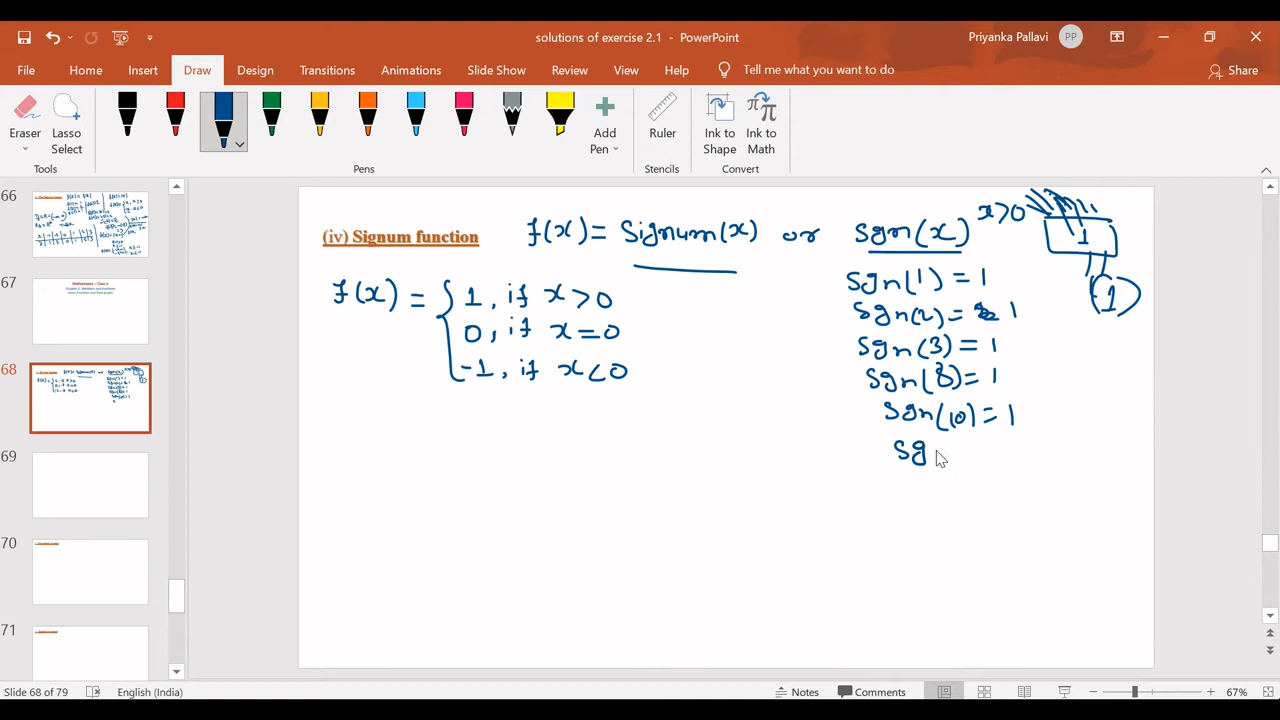 solutions of exercise 2.1 - PowerPoint
Priyanka Pallavi PP
File Home Insert Draw Design Transitions Animations Slide Show Review View Help Tell me what you want to do Share
Eraser
Lasso Select
Add Pen
Ruler
Ink to Shape
Ink to Math
Tools Pens Stencils Convert
66
67
68
69
70
71
(iv) Signum function f(x) = Signum(x) or sgn(x) x>0
1
1
f(x) = { 1, if x > 0
0, if x = 0
-1, if x < 0
Sgn(1) = 1
Sgn(2) = 1
Sgn(3) = 1
Sgn(8) = 1
Sgn(10) = 1
Sg
Slide 68 of 79 English (India) Notes Comments 67%